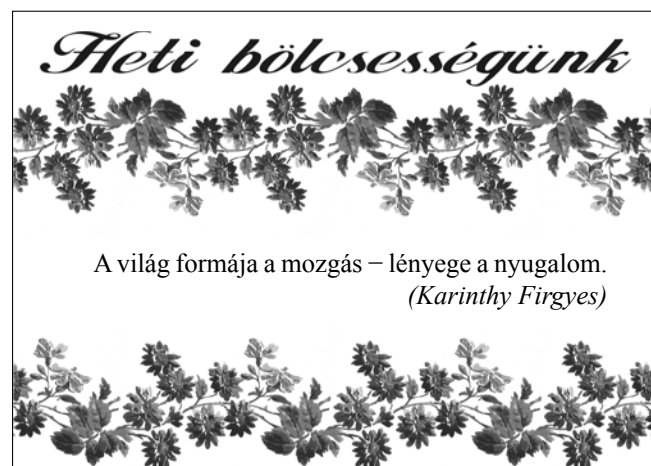 Heti bölcsességünk
A világ formája a mozgás – lényege a nyugalom.
(Karinthy Firgyes)